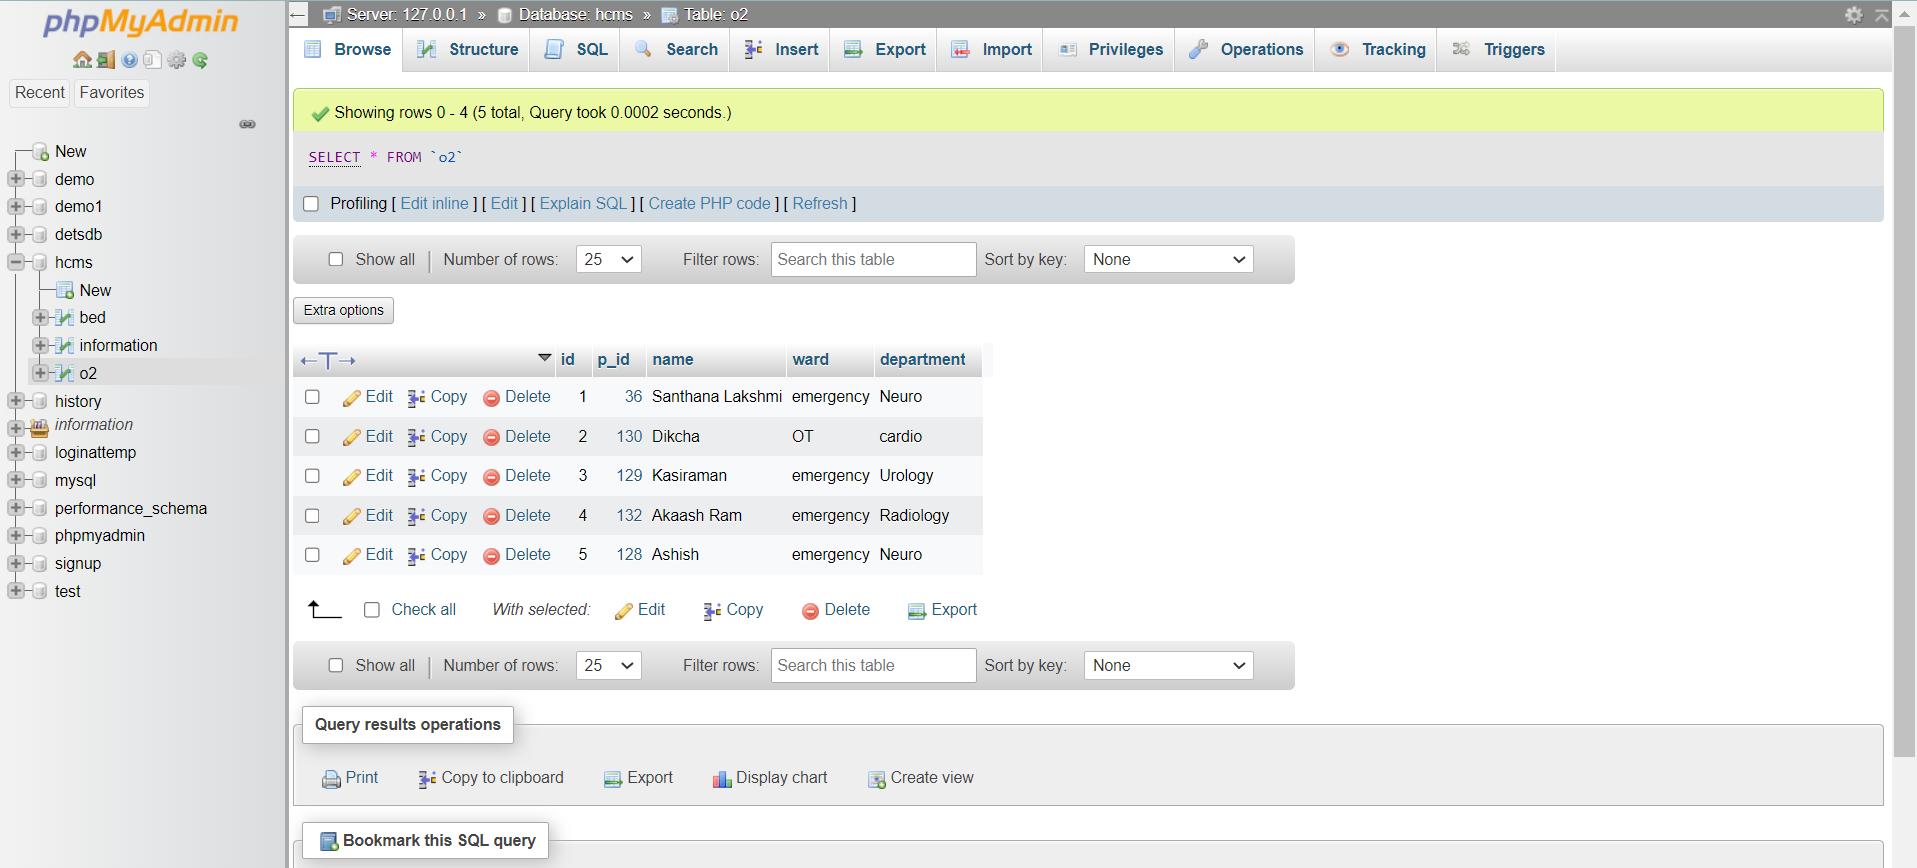 phpMyAdmin
Recent Favorites
New
demo
demo1
detsdb
hcms
New
bed
information
o2
history
information
loginattemp
mysql
performance_schema
phpmyadmin
signup
test
Server: 127.0.0.1 » Database: hcms » Table: o2
Browse Structure SQL Search Insert Export Import Privileges Operations Tracking Triggers
Showing rows 0 - 4 (5 total, Query took 0.0002 seconds.)
SELECT * FROM `o2`
Profiling [ Edit inline ] [ Edit ] [ Explain SQL ] [ Create PHP code ] [ Refresh ]
Show all | Number of rows: 25 Filter rows: Search this table Sort by key: None
Extra options
←T→ id p_id name ward department
Edit Copy Delete 1 36 Santhana Lakshmi emergency Neuro
Edit Copy Delete 2 130 Dikcha OT cardio
Edit Copy Delete 3 129 Kasiraman emergency Urology
Edit Copy Delete 4 132 Akaash Ram emergency Radiology
Edit Copy Delete 5 128 Ashish emergency Neuro
Check all With selected: Edit Copy Delete Export
Show all | Number of rows: 25 Filter rows: Search this table Sort by key: None
Query results operations
Print Copy to clipboard Export Display chart Create view
Bookmark this SQL query